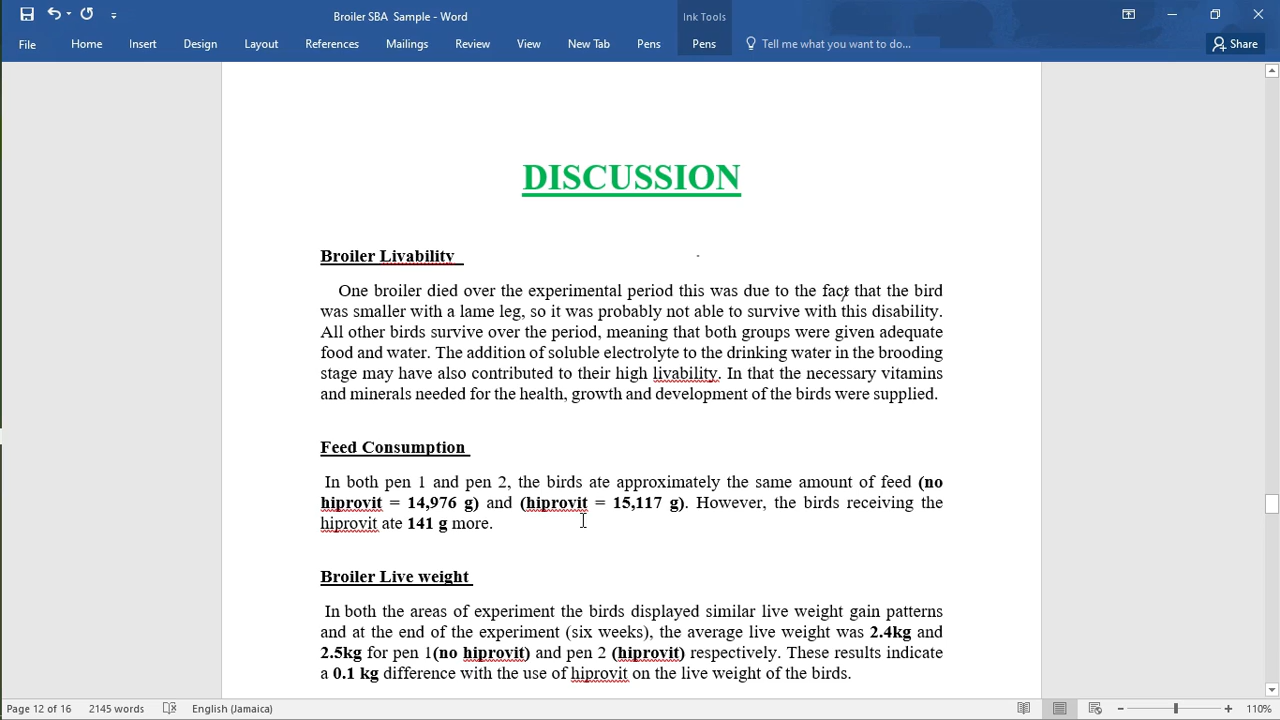 Broiler SBA  Sample - Word
Ink Tools
File Home Insert Design Layout References Mailings Review View New Tab Pens Pens Tell me what you want to do... Share
DISCUSSION
Broiler Livability
One broiler died over the experimental period this was due to the fact that the bird
was smaller with a lame leg, so it was probably not able to survive with this disability.
All other birds survive over the period, meaning that both groups were given adequate
food and water. The addition of soluble electrolyte to the drinking water in the brooding
stage may have also contributed to their high livability. In that the necessary vitamins
and minerals needed for the health, growth and development of the birds were supplied.
Feed Consumption
In both pen 1 and pen 2, the birds ate approximately the same amount of feed (no
hiprovit = 14,976 g) and (hiprovit = 15,117 g). However, the birds receiving the
hiprovit ate 141 g more.
Broiler Live weight
In both the areas of experiment the birds displayed similar live weight gain patterns
and at the end of the experiment (six weeks), the average live weight was 2.4kg and
2.5kg for pen 1(no hiprovit) and pen 2 (hiprovit) respectively. These results indicate
a 0.1 kg difference with the use of hiprovit on the live weight of the birds.
Page 12 of 16 2145 words English (Jamaica) 110%